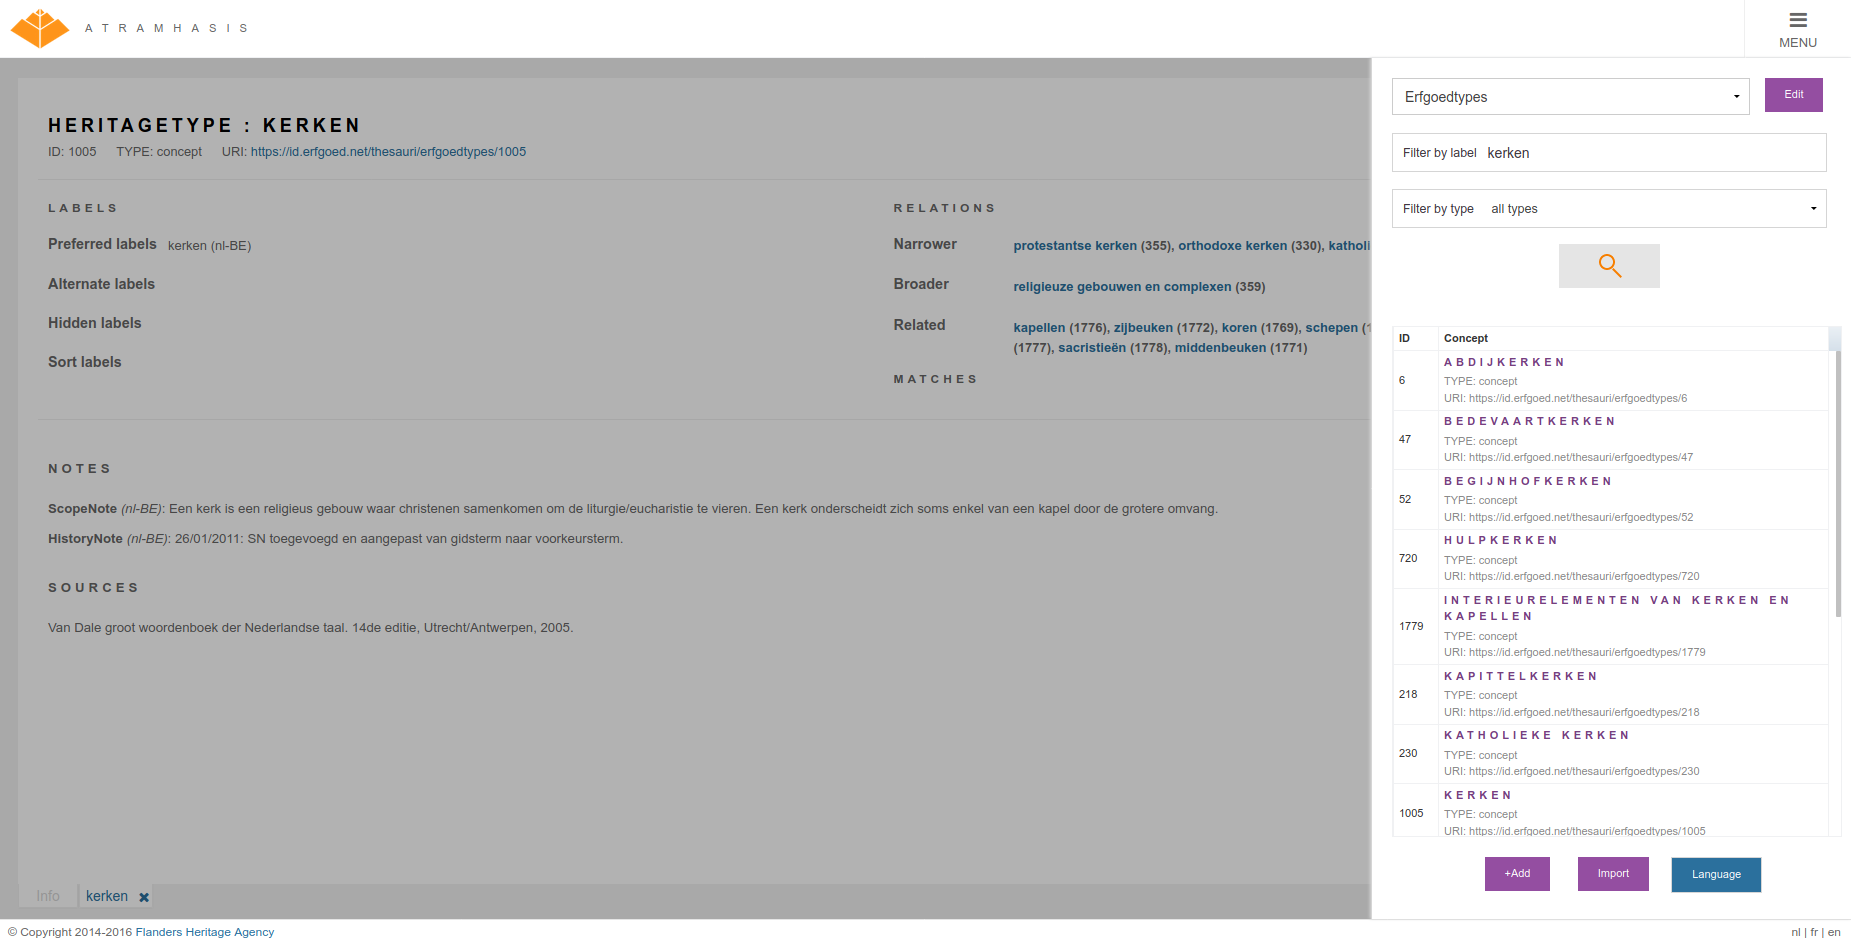 ATRAMHASIS
MENU
HERITAGETYPE : KERKEN
ID: 1005 TYPE: concept URI: https://id.erfgoed.net/thesauri/erfgoedtypes/1005
LABELS
Preferred labels kerken (nl-BE)
Alternate labels
Hidden labels
Sort labels
RELATIONS
Narrower protestantse kerken (355), orthodoxe kerken (330),
Broader religieuze gebouwen en complexen (359)
Related kapellen (1776), zijbeuken (1772), koren (1769), schepen
(1777), sacristieën (1778), middenbeuken (1771)
MATCHES
NOTES
ScopeNote (nl-BE): Een kerk is een religieus gebouw waar christenen samenkomen om de liturgie/eucharistie te vieren. Een kerk onderscheidt zich soms enkel van een kapel door de grotere omvang.
HistoryNote (nl-BE): 26/01/2011: SN toegevoegd en aangepast van gidsterm naar voorkeursterm.
SOURCES
Van Dale groot woordenboek der Nederlandse taal. 14de editie, Utrecht/Antwerpen, 2005.
Info kerken
Erfgoedtypes Edit
Filter by label kerken
Filter by type all types
ID Concept
6 ABDIJKERKEN
TYPE: concept
URI: https://id.erfgoed.net/thesauri/erfgoedtypes/6
47 BEDEVAARTKERKEN
TYPE: concept
URI: https://id.erfgoed.net/thesauri/erfgoedtypes/47
52 BEGIJNHOFKERKEN
TYPE: concept
URI: https://id.erfgoed.net/thesauri/erfgoedtypes/52
720 HULPKERKEN
TYPE: concept
URI: https://id.erfgoed.net/thesauri/erfgoedtypes/720
1779 INTERIEURELEMENTEN VAN KERKEN EN
KAPELLEN
TYPE: concept
URI: https://id.erfgoed.net/thesauri/erfgoedtypes/1779
218 KAPITTELKERKEN
TYPE: concept
URI: https://id.erfgoed.net/thesauri/erfgoedtypes/218
230 KATHOLIEKE KERKEN
TYPE: concept
URI: https://id.erfgoed.net/thesauri/erfgoedtypes/230
1005 KERKEN
TYPE: concept
URI: https://id.erfgoed.net/thesauri/erfgoedtypes/1005
+Add Import Language
© Copyright 2014-2016 Flanders Heritage Agency
nl | fr | en